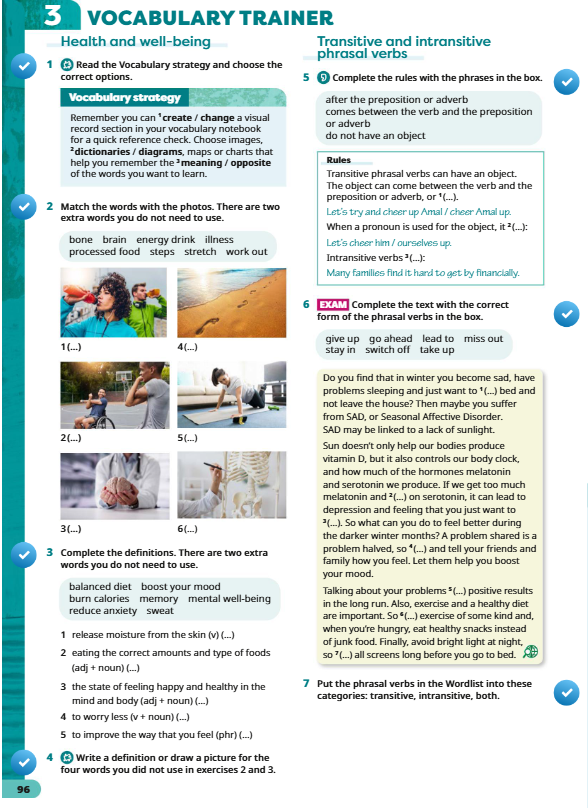 3 VOCABULARY TRAINER
Health and well-being
1 Read the Vocabulary strategy and choose the
correct options.
Vocabulary strategy
Remember you can ¹create / change a visual
record section in your vocabulary notebook
for a quick reference check. Choose images,
²dictionaries / diagrams, maps or charts that
help you remember the ³meaning / opposite
of the words you want to learn.
2 Match the words with the photos. There are two
extra words you do not need to use.
bone brain energy drink illness
processed food steps stretch work out
1 (...)
4 (...)
2 (...)
5 (...)
3 (...)
6 (...)
3 Complete the definitions. There are two extra
words you do not need to use.
balanced diet boost your mood
burn calories memory mental well-being
reduce anxiety sweat
1 release moisture from the skin (v) (...)
2 eating the correct amounts and type of foods
(adj + noun) (...)
3 the state of feeling happy and healthy in the
mind and body (adj + noun) (...)
4 to worry less (v + noun) (...)
5 to improve the way that you feel (phr) (...)
4 Write a definition or draw a picture for the
four words you did not use in exercises 2 and 3.
96
Transitive and intransitive
phrasal verbs
5 Complete the rules with the phrases in the box.
after the preposition or adverb
comes between the verb and the preposition
or adverb
do not have an object
Rules
Transitive phrasal verbs can have an object.
The object can come between the verb and the
preposition or adverb, or ¹(...).
Let's try and cheer up Amal / cheer Amal up.
When a pronoun is used for the object, it ²(...):
Let's cheer him / ourselves up.
Intransitive verbs ³(...):
Many families find it hard to get by financially.
6 EXAM Complete the text with the correct
form of the phrasal verbs in the box.
give up go ahead lead to miss out
stay in switch off take up
Do you find that in winter you become sad, have
problems sleeping and just want to ¹(...) bed and
not leave the house? Then maybe you suffer
from SAD, or Seasonal Affective Disorder.
SAD may be linked to a lack of sunlight.
Sun doesn't only help our bodies produce
vitamin D, but it also controls our body clock,
and how much of the hormones melatonin
and serotonin we produce. If we get too much
melatonin and ²(...) on serotonin, it can lead to
depression and feeling that you just want to
³(...). So what can you do to feel better during
the darker winter months? A problem shared is a
problem halved, so ⁴(...) and tell your friends and
family how you feel. Let them help you boost
your mood.
Talking about your problems ⁵(...) positive results
in the long run. Also, exercise and a healthy diet
are important. So ⁶(...) exercise of some kind and,
when you're hungry, eat healthy snacks instead
of junk food. Finally, avoid bright light at night,
so ⁷(...) all screens long before you go to bed.
7 Put the phrasal verbs in the Wordlist into these
categories: transitive, intransitive, both.